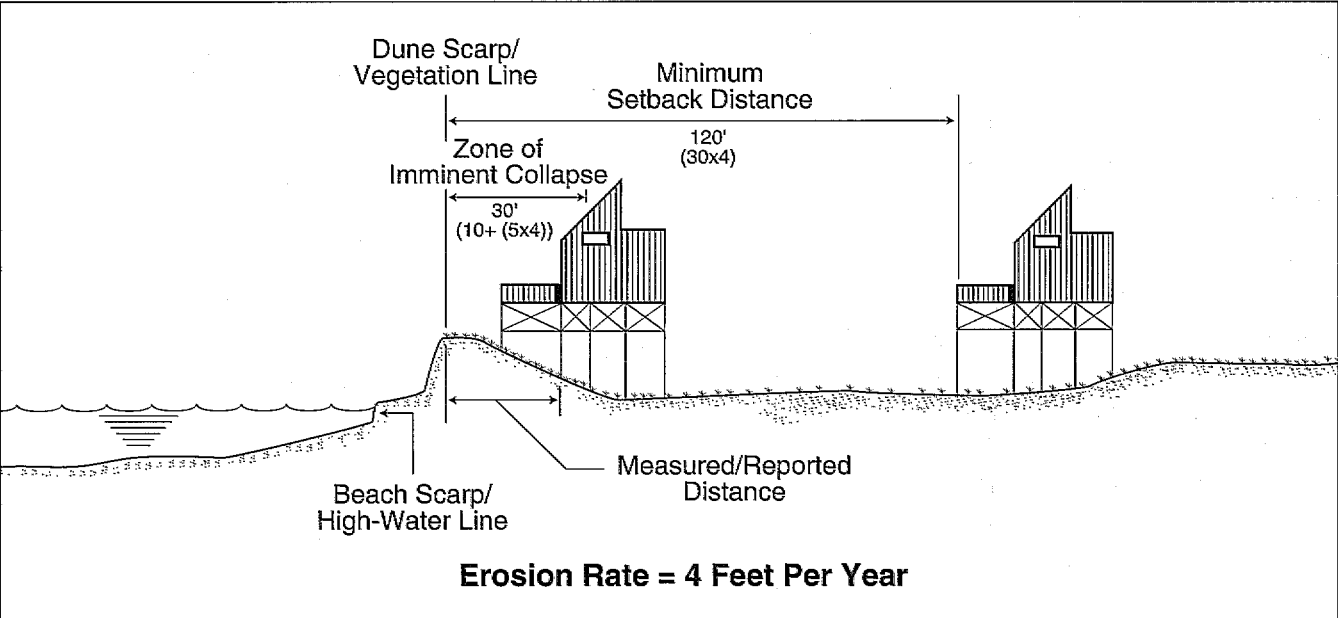 Dune Scarp/
Vegetation Line
Minimum
Setback Distance
120'
(30x4)
Zone of
Imminent Collapse
30'
(10+ (5x4))
Measured/Reported
Distance
Beach Scarp/
High-Water Line
Erosion Rate = 4 Feet Per Year